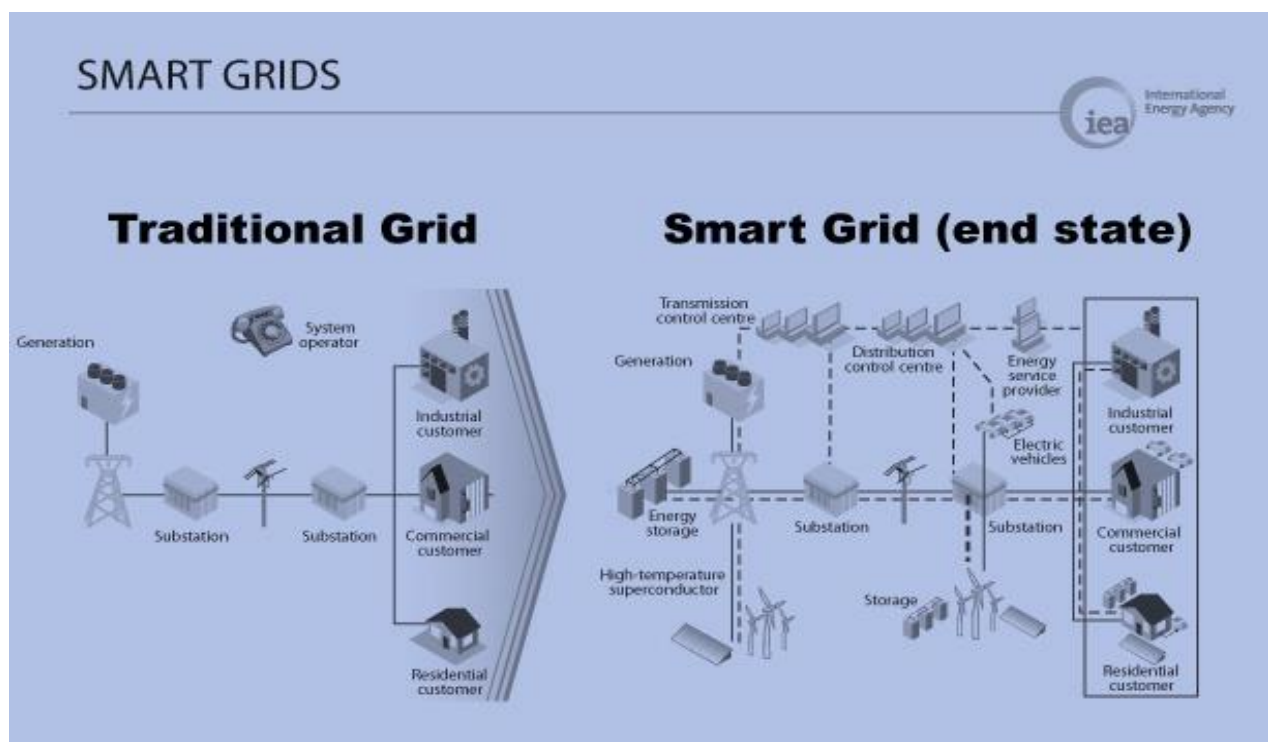 SMART GRIDS
iea
International
Energy Agency
Traditional Grid
Generation
System
operator
Industrial
customer
Substation
Substation
Commercial
customer
Residential
customer
Smart Grid (end state)
Transmission
control centre
Generation
Distribution
control centre
Energy
service
provider
Industrial
customer
Electric
vehicles
Energy
storage
Substation
Substation
Commercial
customer
High-temperature
superconductor
Storage
Residential
customer